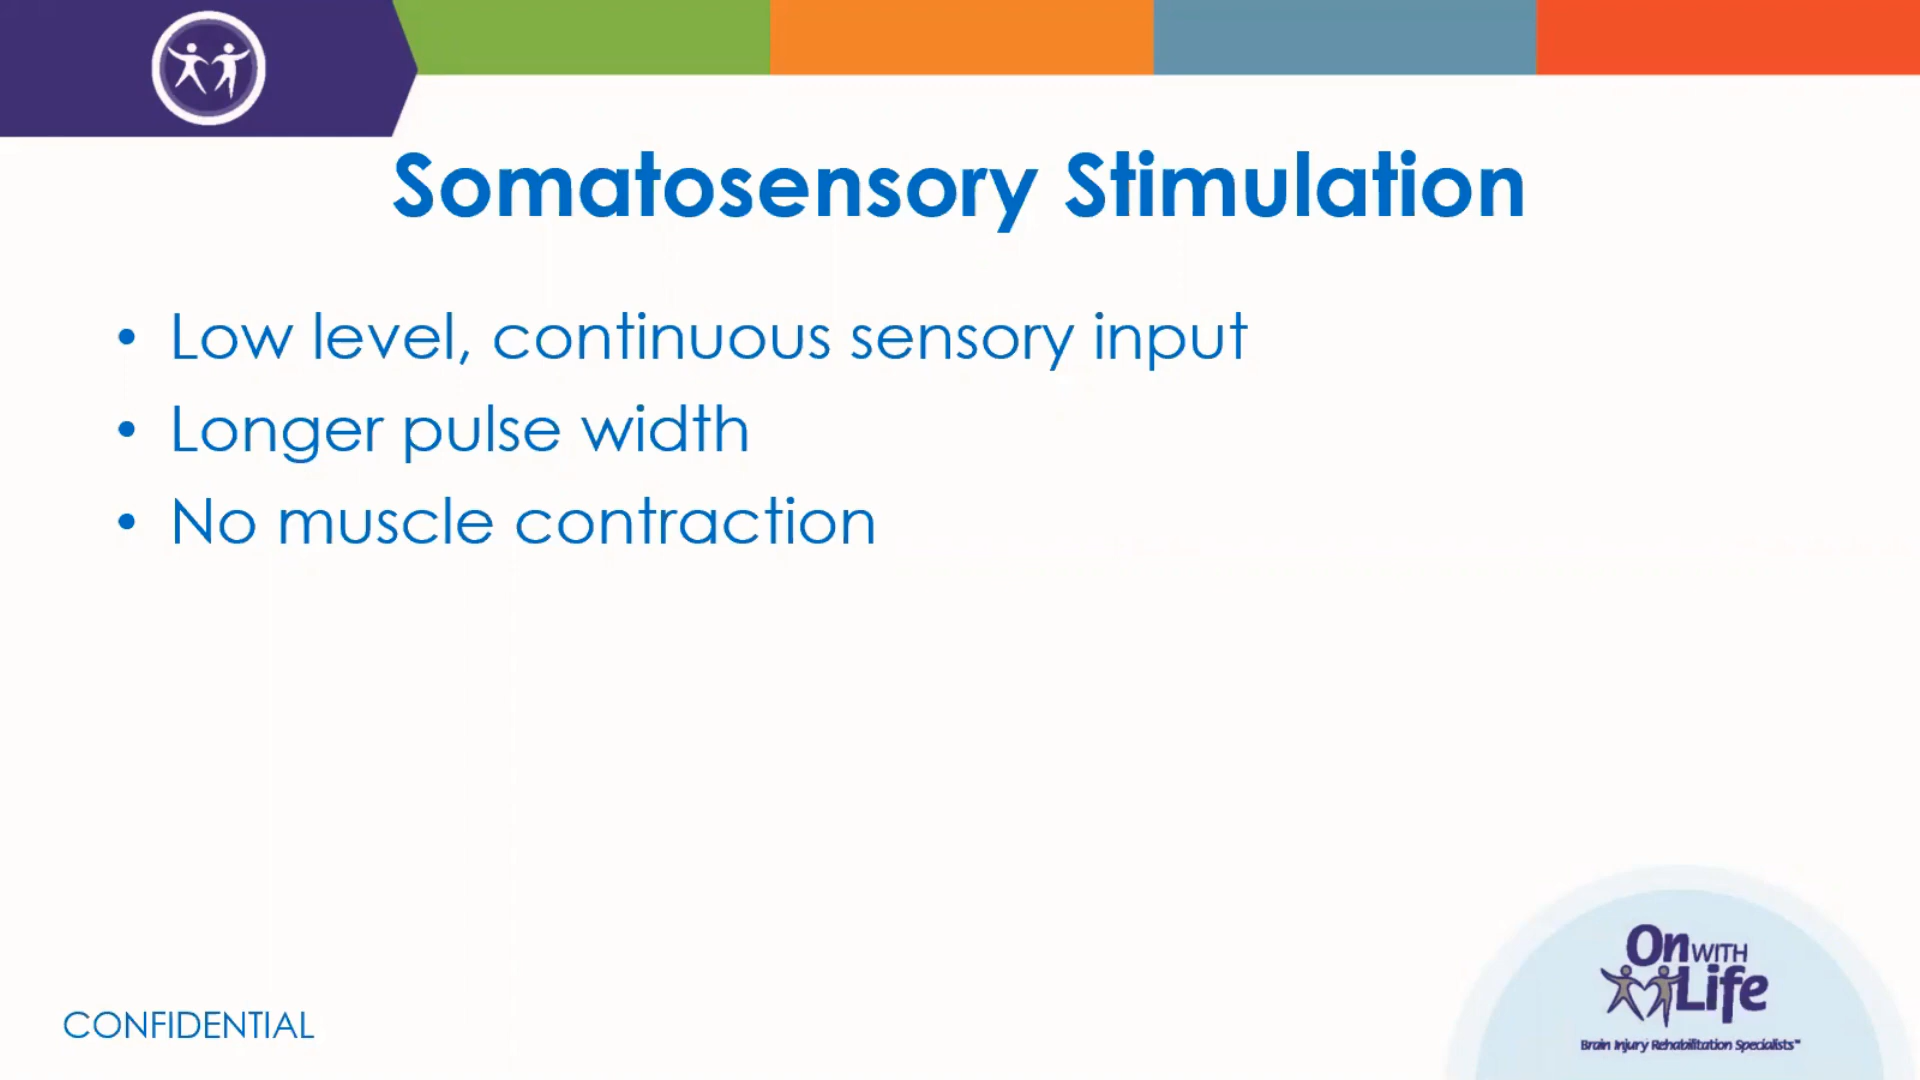 Somatosensory Stimulation
• Low level, continuous sensory input
• Longer pulse width
• No muscle contraction
CONFIDENTIAL
On WITH
Life
Brain Injury Rehabilitation Specialists™